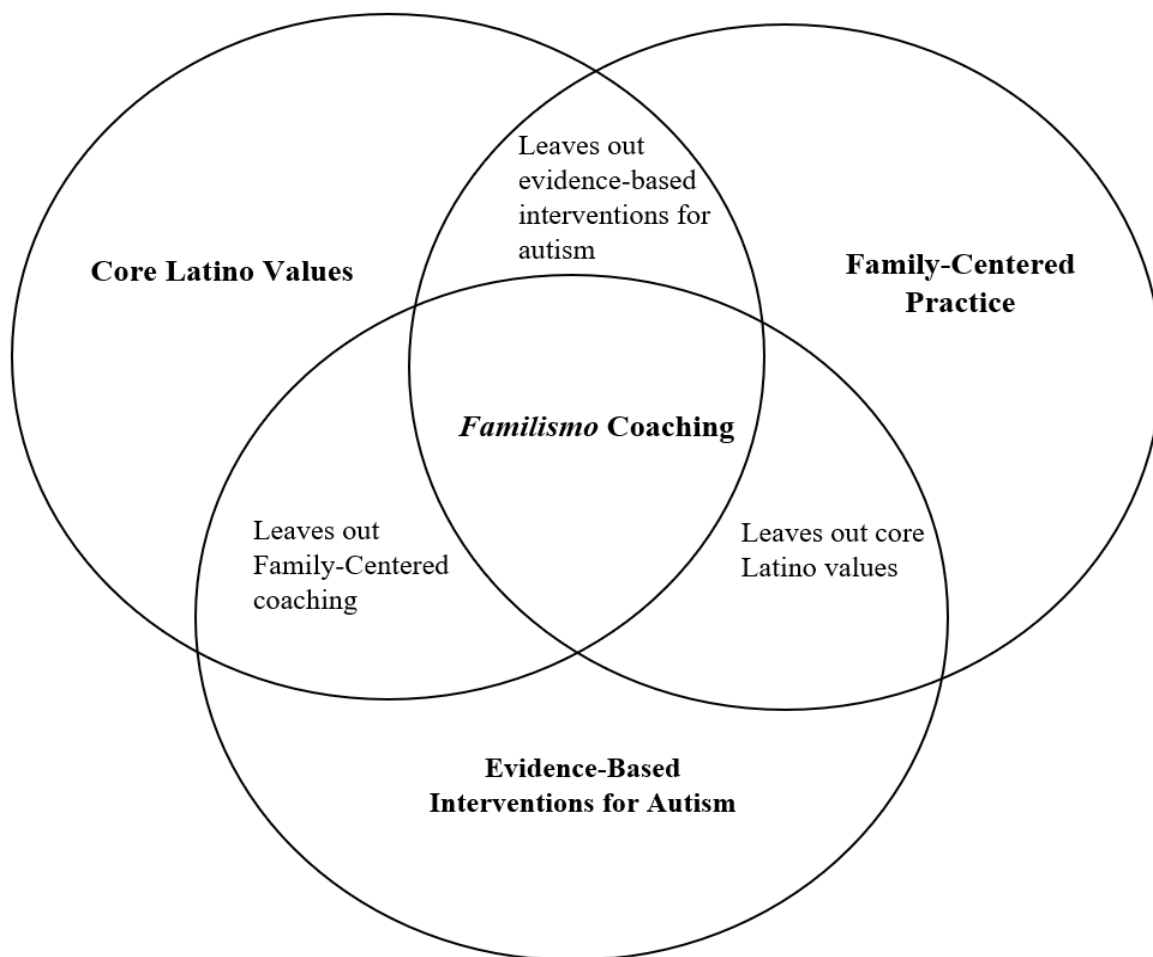 Leaves out
evidence-based
interventions for
autism
Core Latino Values
Family-Centered
Practice
Familismo Coaching
Leaves out
Family-Centered
coaching
Leaves out core
Latino values
Evidence-Based
Interventions for Autism